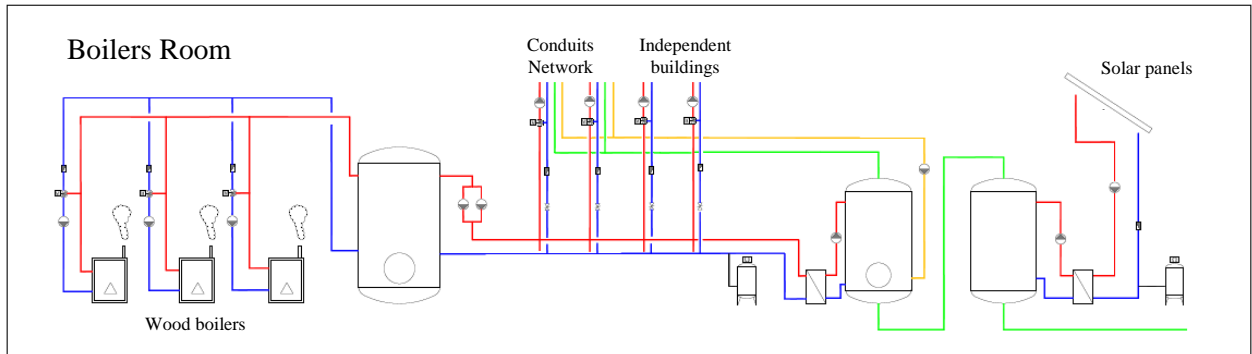 Boilers Room
Conduits
Network
Independent
buildings
Solar panels
Wood boilers